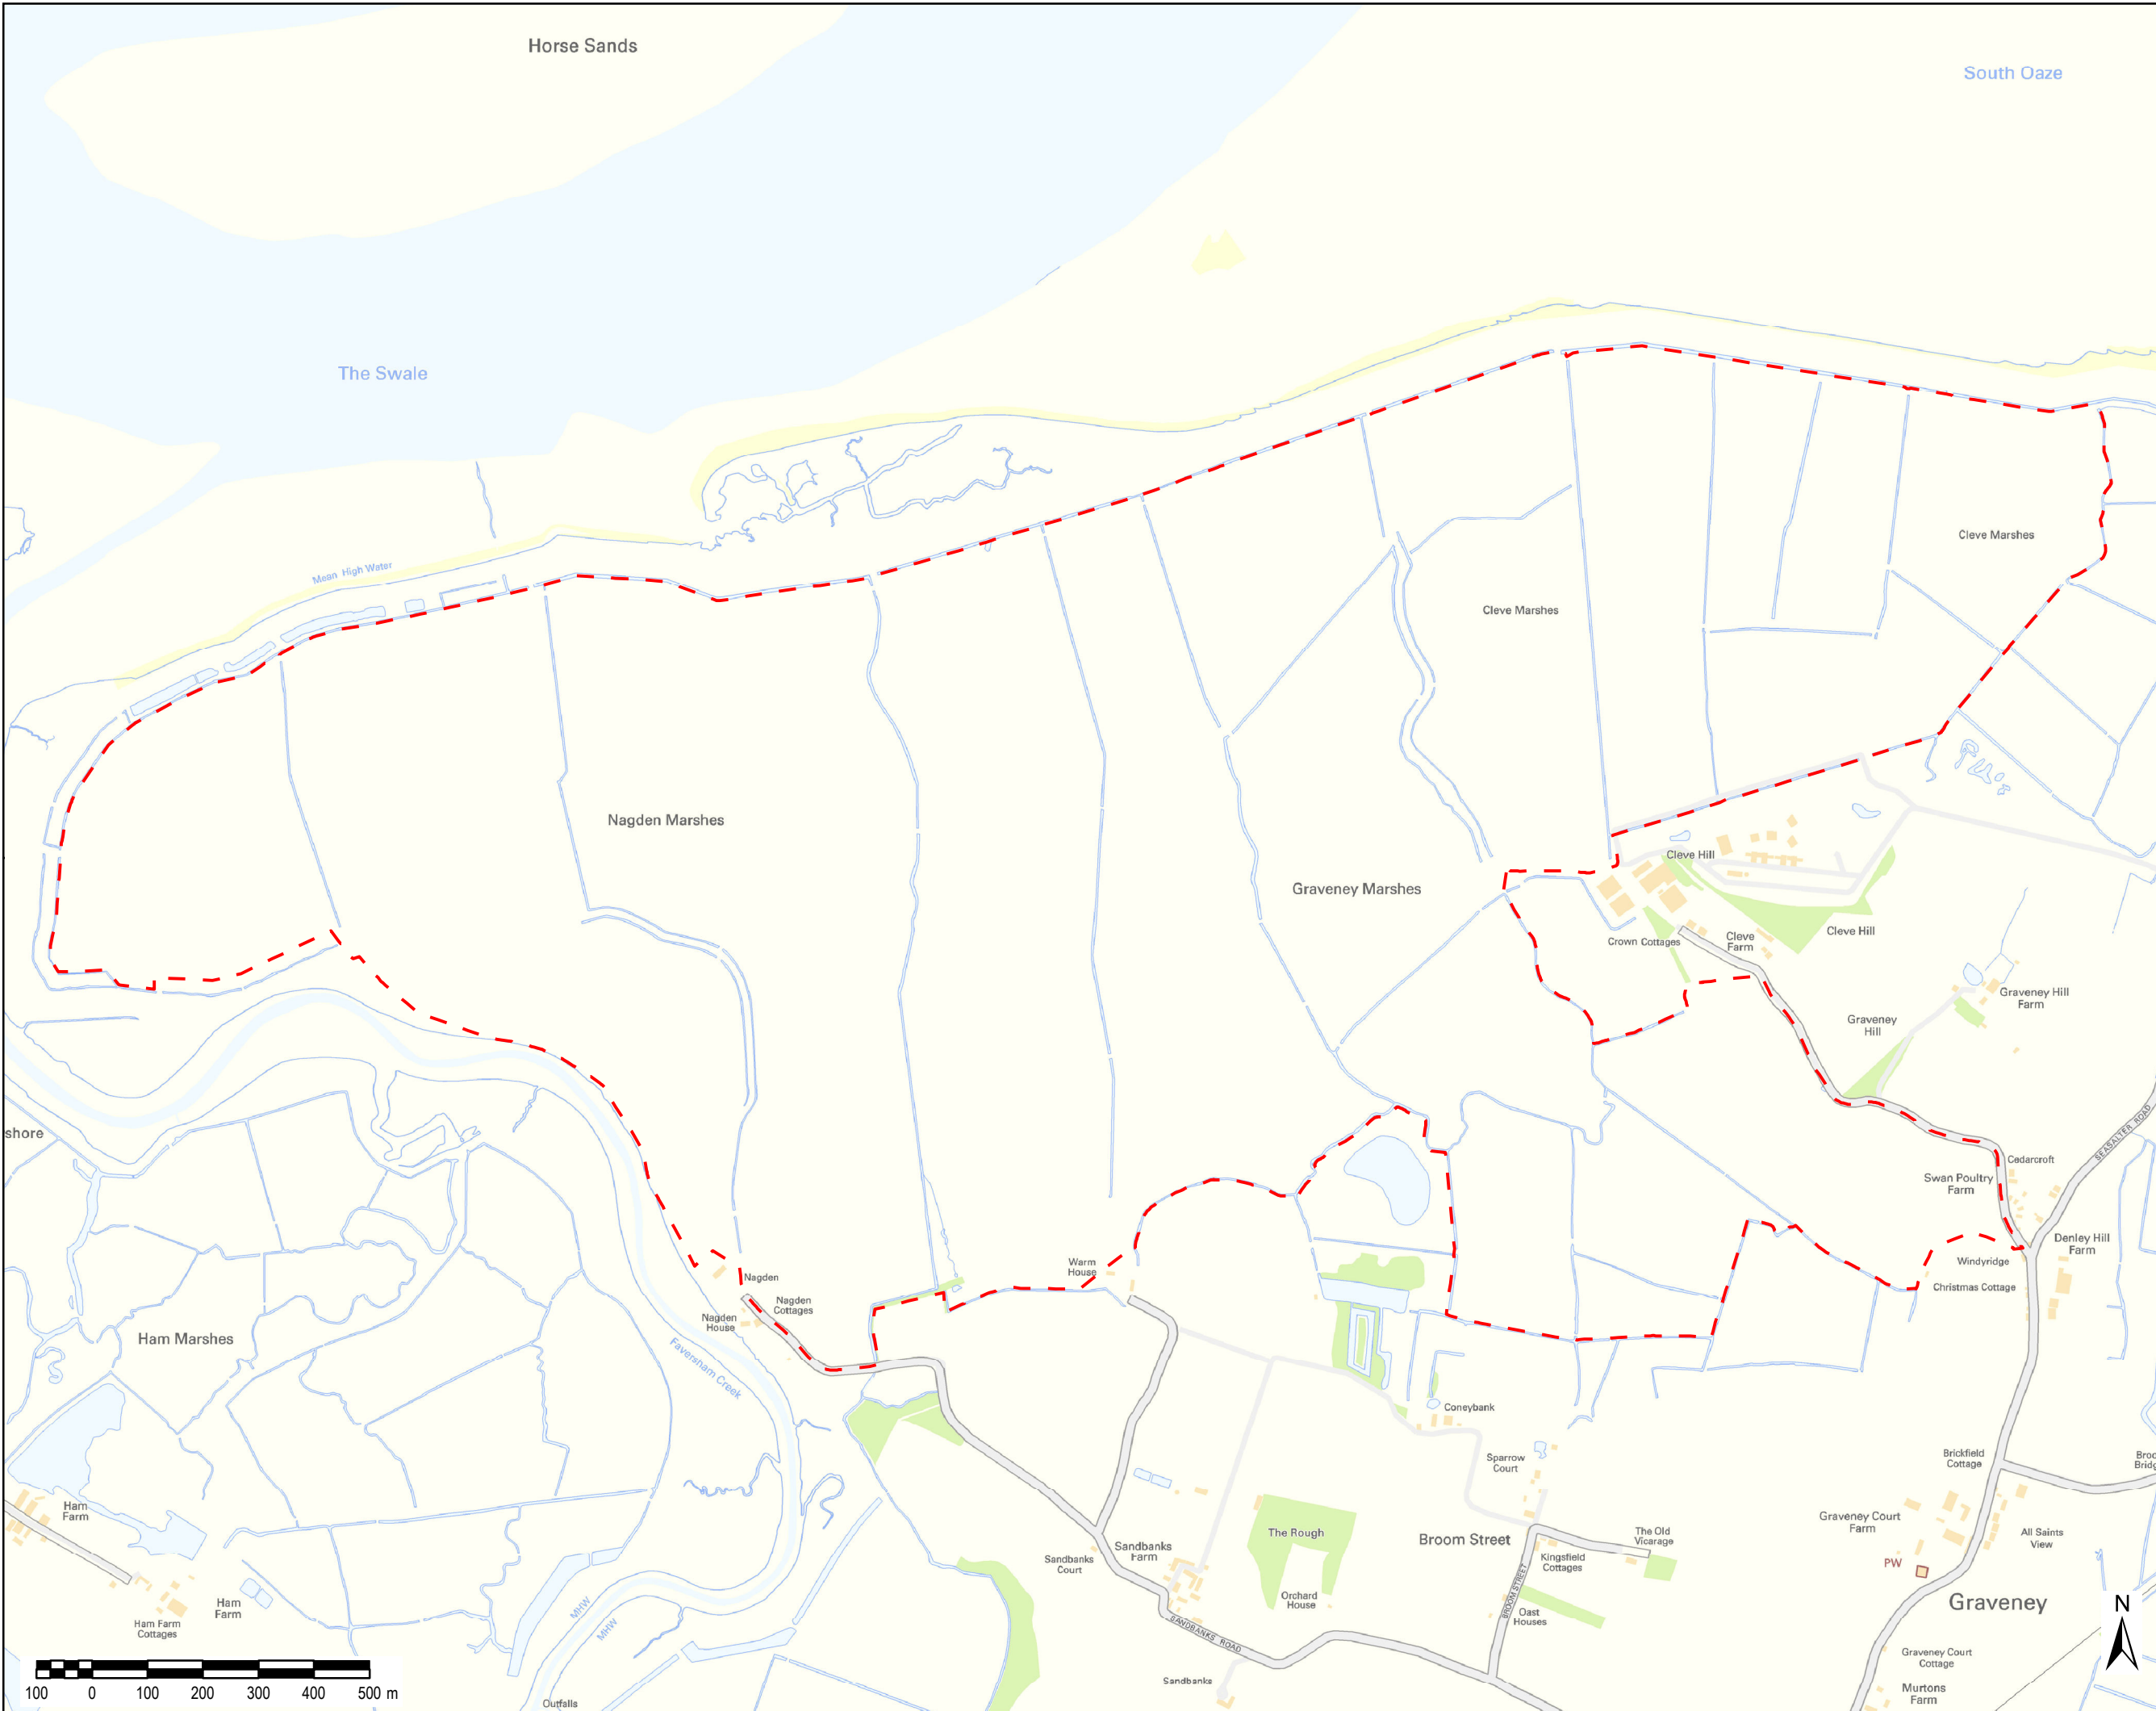 Horse Sands
South Oaze
The Swale
Mean High Water
Cleve Marshes
Cleve Marshes
Nagden Marshes
Graveney Marshes
Cleve Hill
Cleve Hill
Crown Cottages
Cleve
Farm
Graveney Hill
Farm
Graveney
Hill
shore
SEASALTER ROAD
Cedarcroft
Swan Poultry
Farm
Denley Hill
Farm
Windyridge
Christmas Cottage
Warm
House
Nagden
Nagden
Cottages
Nagden
House
Ham Marshes
Faversham Creek
Coneybank
Sparrow
Court
Brickfield
Cottage
Broo
Bridg
Ham
Farm
Graveney Court
Farm
All Saints
View
The Rough
Broom Street
The Old
Vicarage
Kingsfield
Cottages
Sandbanks
Court
Sandbanks
Farm
PW
Orchard
House
BROOM STREET
Oast
Houses
Graveney
N
Ham
Farm
Ham Farm
Cottages
MHW
MHW
SANDBANKS ROAD
Graveney Court
Cottage
Sandbanks
Murtons
Farm
Outfalls
100 0 100 200 300 400 500 m